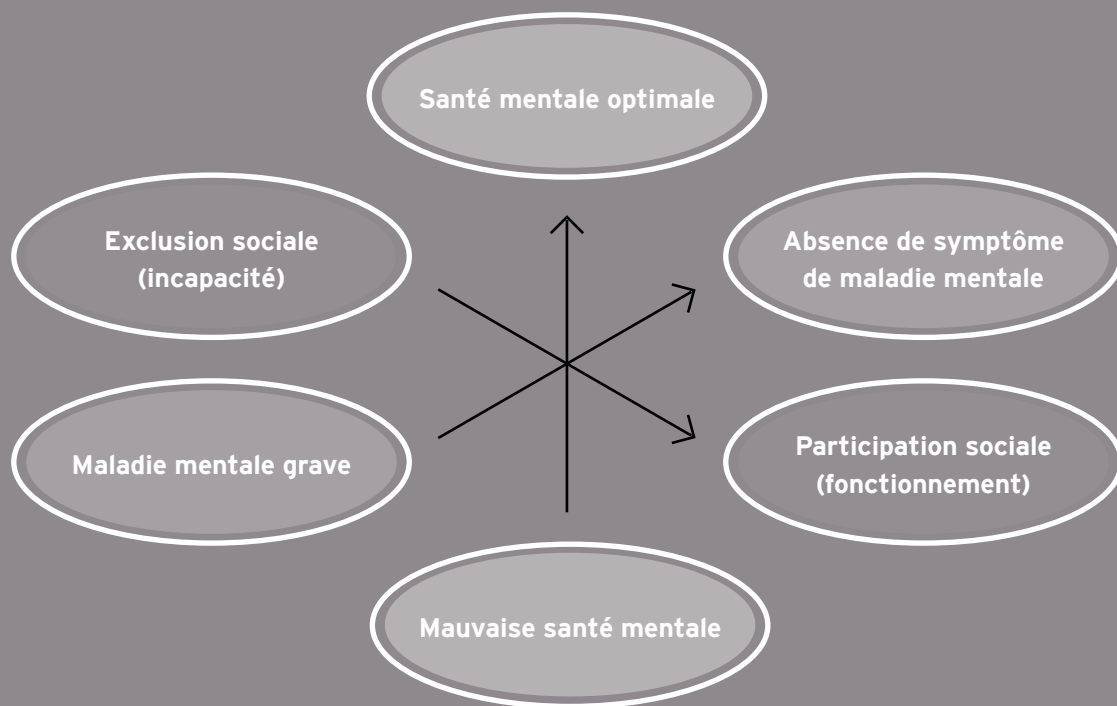 Santé mentale optimale
Exclusion sociale
(incapacité)
Absence de symptôme
de maladie mentale
Maladie mentale grave
Participation sociale
(fonctionnement)
Mauvaise santé mentale